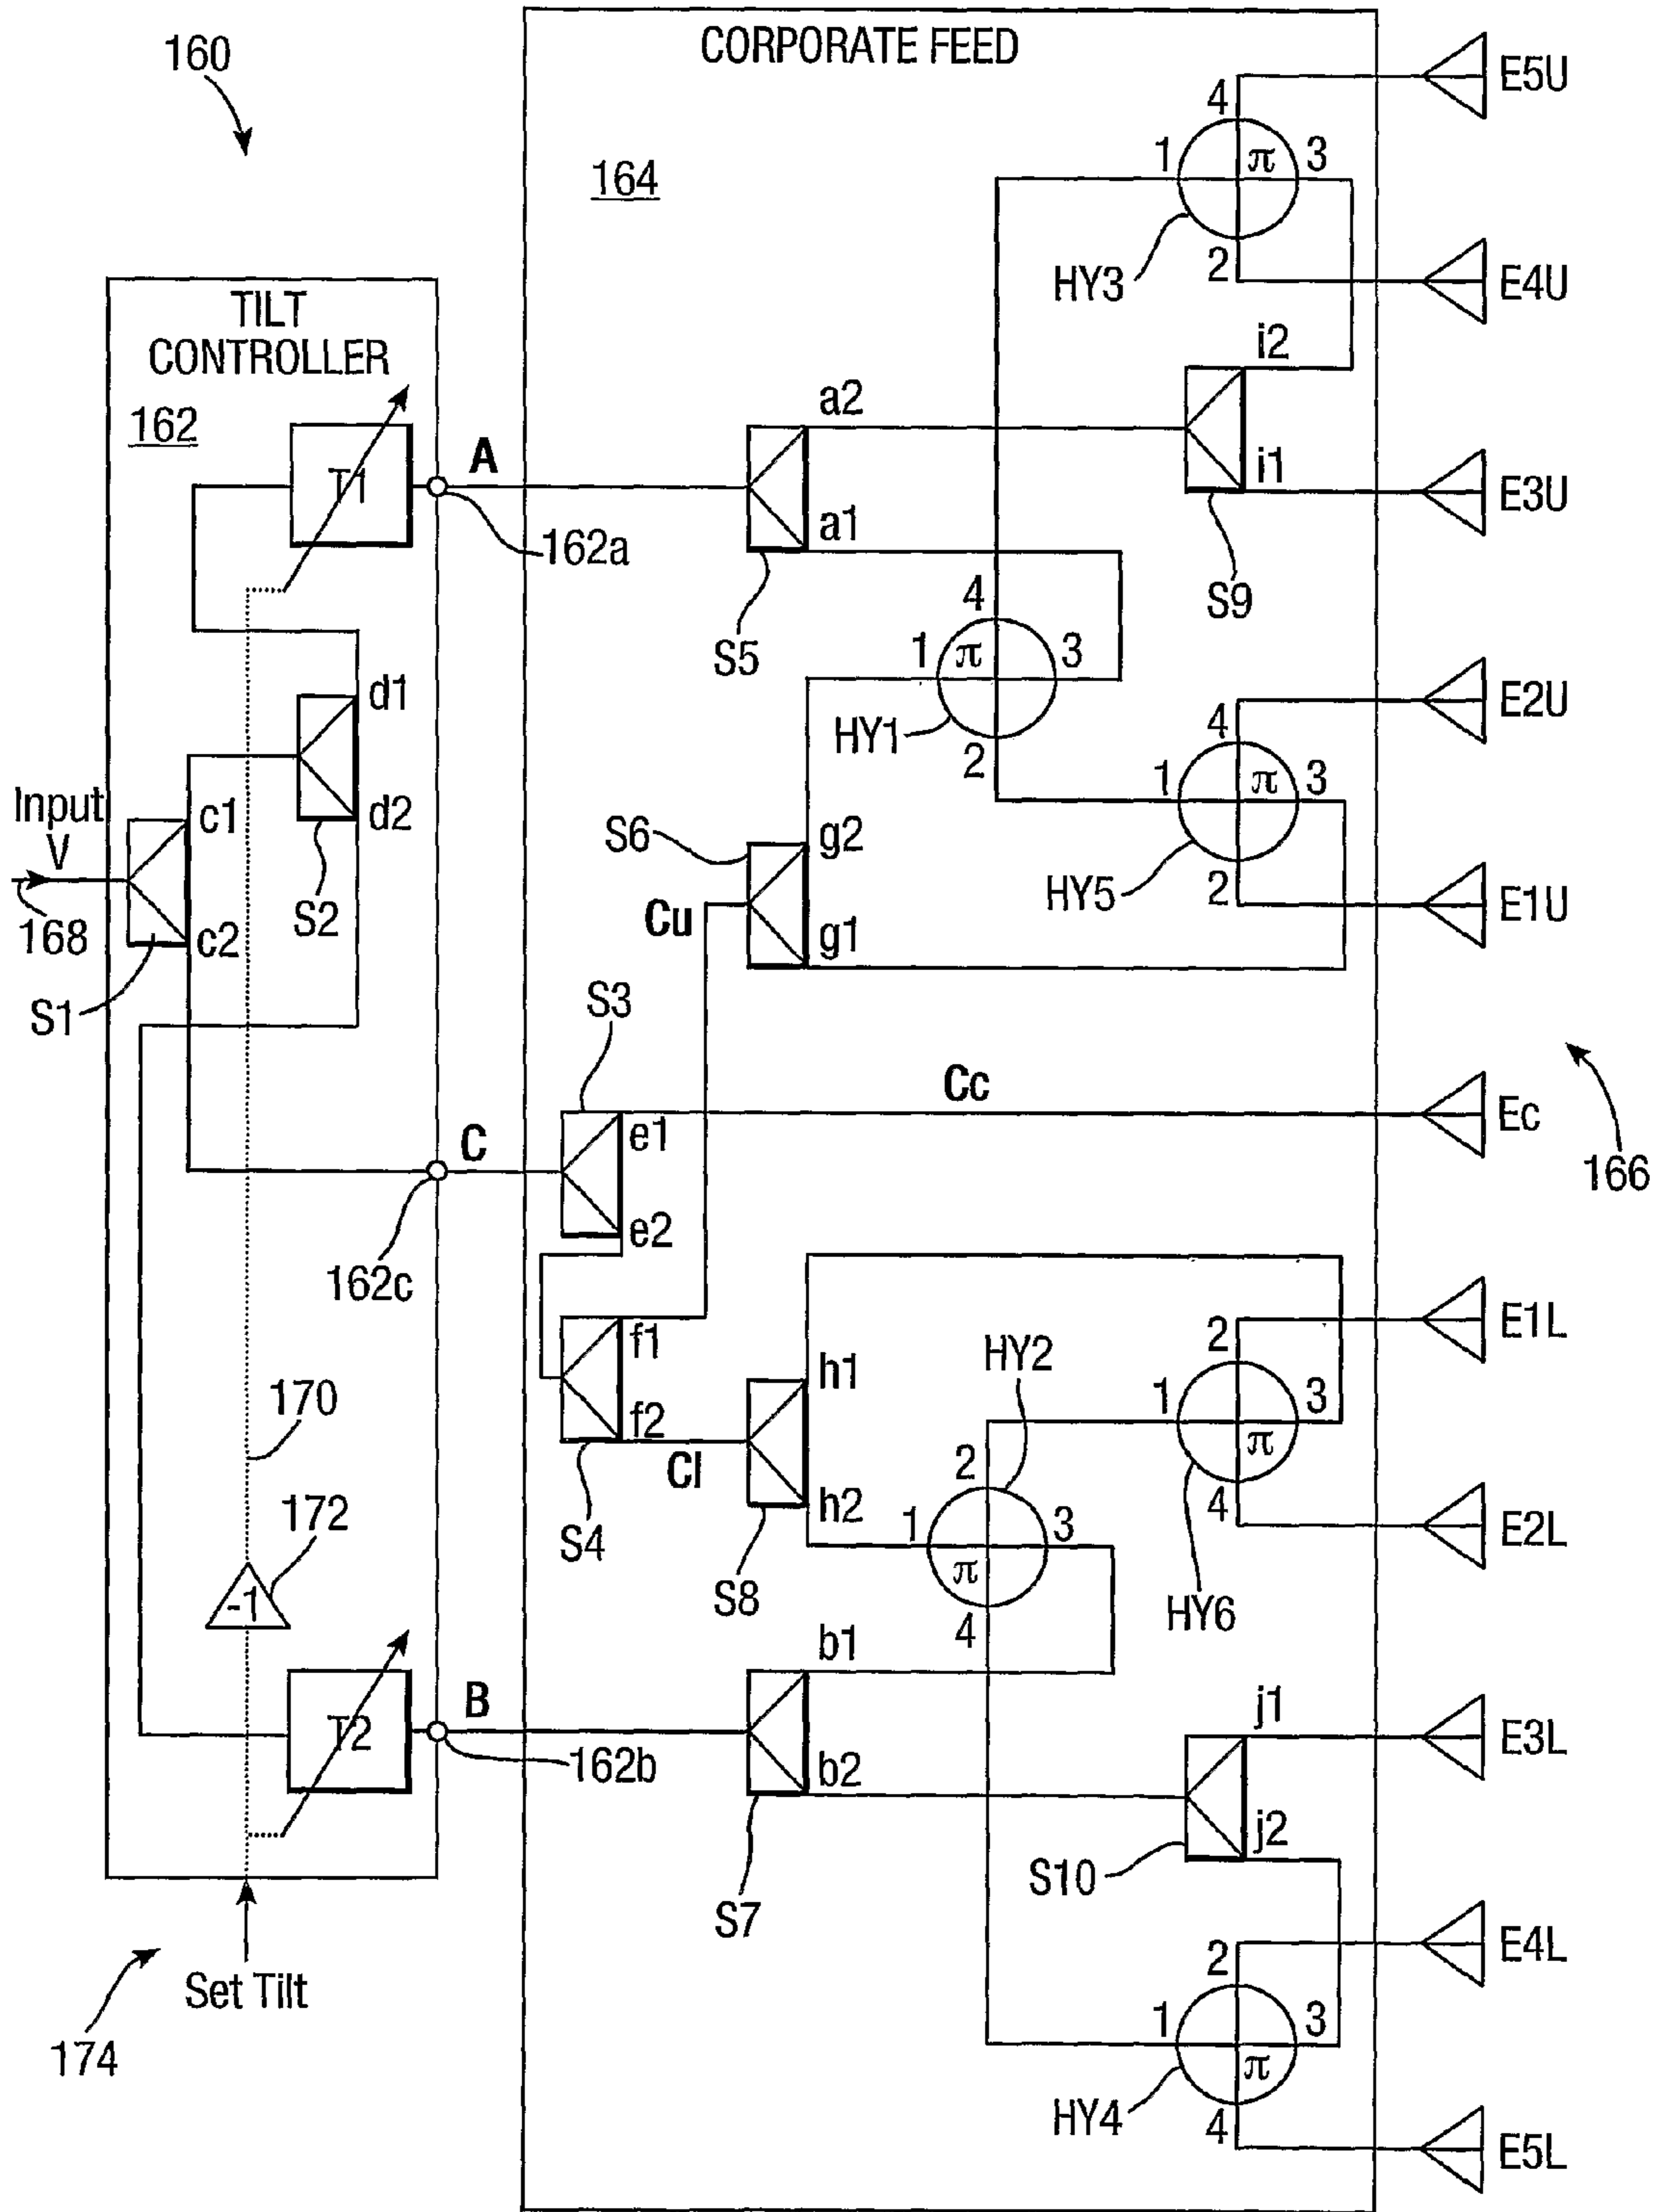 160
CORPORATE FEED
164
E5U
4
1
π
3
HY3
2
E4U
TILT
CONTROLLER
162
i2
a2
T1
A
i1
E3U
162a
a1
4
S9
S5
1
π
3
d1
HY1
2
4
E2U
Input
V
c1
d2
S6
g2
1
π
3
168
c2
S2
Cu
g1
HY5
2
E1U
S1
S3
Cc
Ec
C
e1
166
e2
162c
E1L
f1
HY2
2
h1
1
3
170
f2
2
π
Cl
h2
4
E2L
172
S4
1
3
S8
π
HY6
-1
b1
4
j1
E3L
B
T2
162b
b2
j2
S10
S7
2
E4L
174
Set Tilt
1
3
π
HY4
4
E5L